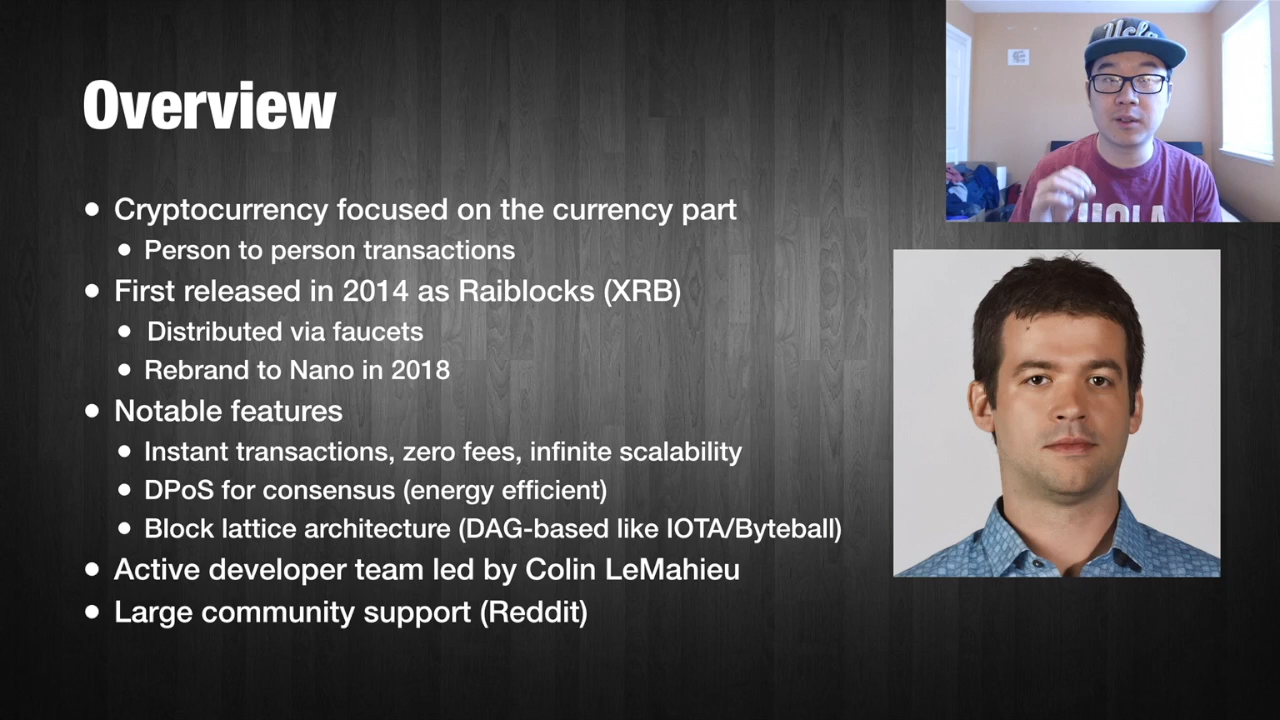 Overview
• Cryptocurrency focused on the currency part
• Person to person transactions
• First released in 2014 as Raiblocks (XRB)
• Distributed via faucets
• Rebrand to Nano in 2018
• Notable features
• Instant transactions, zero fees, infinite scalability
• DPoS for consensus (energy efficient)
• Block lattice architecture (DAG-based like IOTA/Byteball)
• Active developer team led by Colin LeMahieu
• Large community support (Reddit)
Ucla